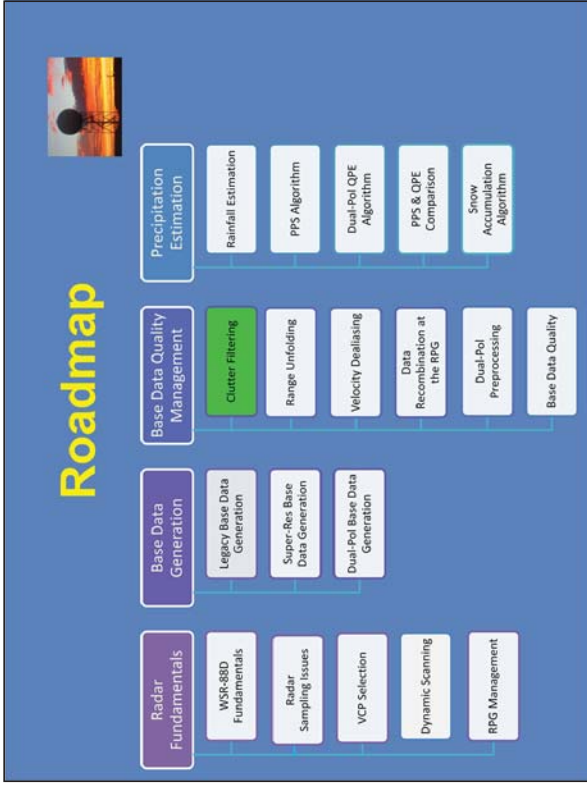 Roadmap
Radar
Fundamentals
WSR-88D
Fundamentals
Radar
Sampling Issues
VCP Selection
Dynamic Scanning
RPG Management
Base Data
Generation
Legacy Base Data
Generation
Super-Res Base
Data Generation
Dual-Pol Base Data
Generation
Base Data Quality
Management
Clutter Filtering
Range Unfolding
Velocity Dealiasing
Data
Recombination at
the RPG
Dual-Pol
Preprocessing
Base Data Quality
Precipitation
Estimation
Rainfall Estimation
PPS Algorithm
Dual-Pol QPE
Algorithm
PPS & QPE
Comparison
Snow
Accumulation
Algorithm